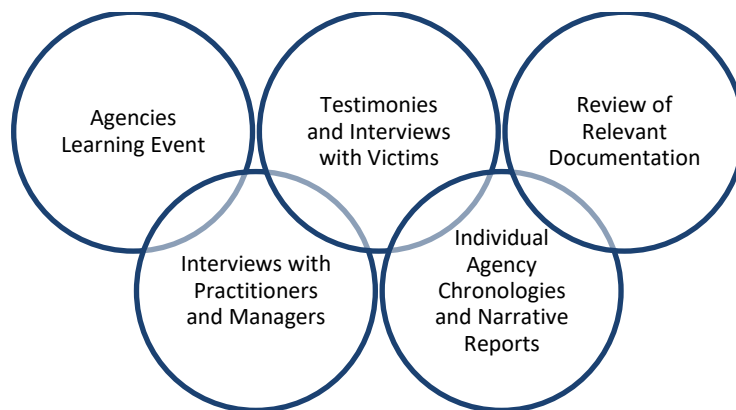 Agencies
Learning Event
Testimonies
and Interviews
with Victims
Review of
Relevant
Documentation
Interviews with
Practitioners
and Managers
Individual
Agency
Chronologies
and Narrative
Reports